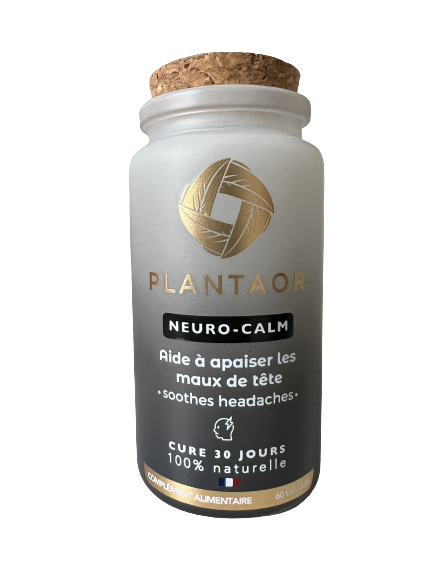 PLANTAOR
NEURO-CALM
Aide à apaiser les
maux de tête
•soothes headaches•
CURE 30 JOURS
100% naturelle
COMPLÉMENT ALIMENTAIRE 60 GÉLULES